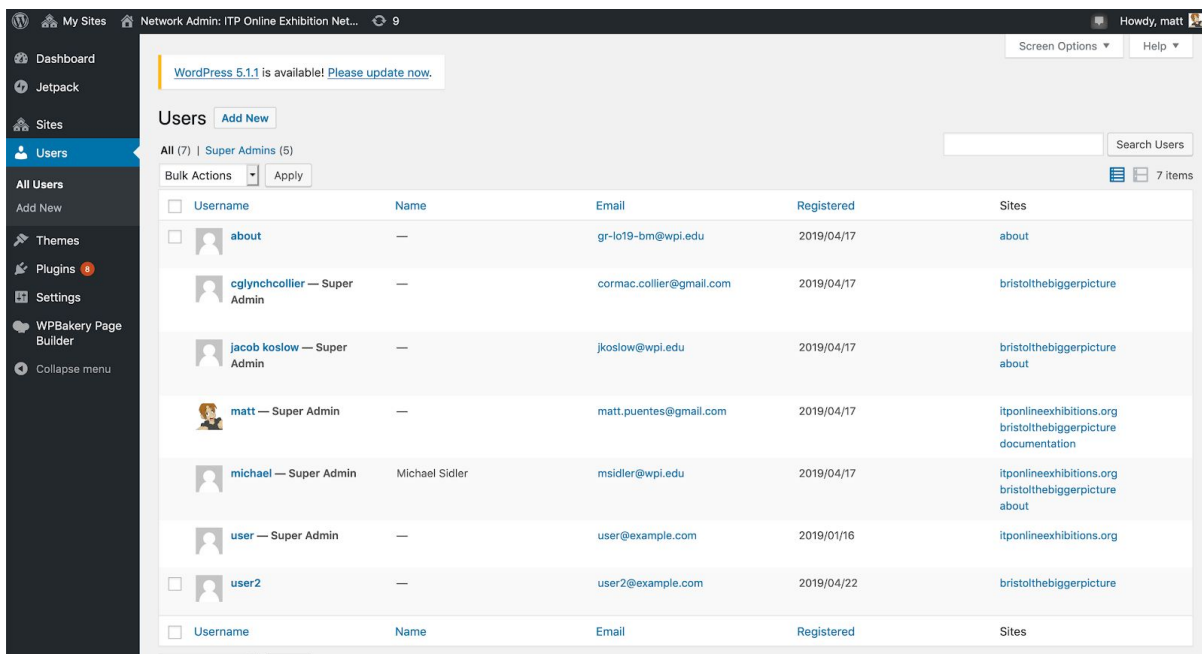 My Sites Network Admin: ITP Online Exhibition Net... 9 Howdy, matt
Dashboard
Jetpack
Sites
Users
All Users
Add New
Themes
Plugins 8
Settings
WPBakery Page
Builder
Collapse menu
Screen Options Help
WordPress 5.1.1 is available! Please update now.
Users Add New
All (7) | Super Admins (5)
Search Users
Bulk Actions Apply 7 items
Username Name Email Registered Sites
about — gr-lo19-bm@wpi.edu 2019/04/17 about
cglynchcollier — Super — cormac.collier@gmail.com 2019/04/17 bristolthebiggerpicture
Admin
jacob koslow — Super — jkoslow@wpi.edu 2019/04/17 bristolthebiggerpicture
Admin about
matt — Super Admin — matt.puentes@gmail.com 2019/04/17 itponlineexhibitions.org
bristolthebiggerpicture
documentation
michael — Super Admin Michael Sidler msidler@wpi.edu 2019/04/17 itponlineexhibitions.org
bristolthebiggerpicture
about
user — Super Admin — user@example.com 2019/01/16 itponlineexhibitions.org
user2 — user2@example.com 2019/04/22 bristolthebiggerpicture
Username Name Email Registered Sites